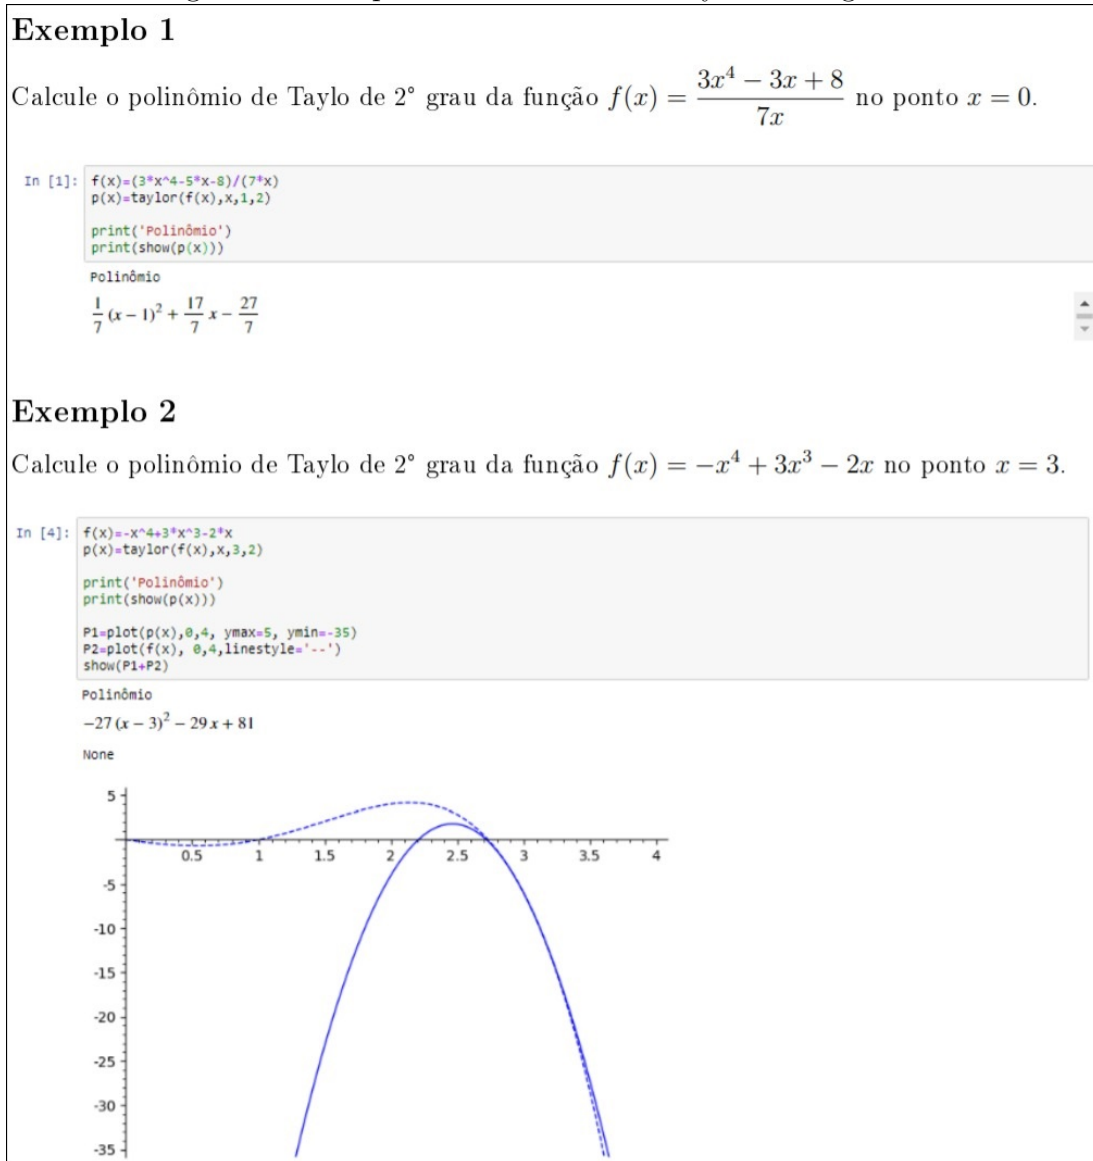 Exemplo 1
Calcule o polinômio de Taylo de 2° grau da função f(x) = \frac{3x^4 - 3x + 8}{7x} no ponto x = 0.
In [1]: f(x)=(3*x^4-5*x-8)/(7*x)
p(x)=taylor(f(x),x,1,2)
print('Polinômio')
print(show(p(x)))
Polinômio
\frac{1}{7}(x - 1)^2 + \frac{17}{7}x - \frac{27}{7}
Exemplo 2
Calcule o polinômio de Taylo de 2° grau da função f(x) = -x^4 + 3x^3 - 2x no ponto x = 3.
In [4]: f(x)=-x^4+3*x^3-2*x
p(x)=taylor(f(x),x,3,2)
print('Polinômio')
print(show(p(x)))
P1=plot(p(x),0,4, ymax=5, ymin=-35)
P2=plot(f(x), 0,4,linestyle='--')
show(P1+P2)
Polinômio
-27(x - 3)^2 - 29x + 81
None
5
0
0.5 1 1.5 2 2.5 3 3.5 4
-5
-10
-15
-20
-25
-30
-35